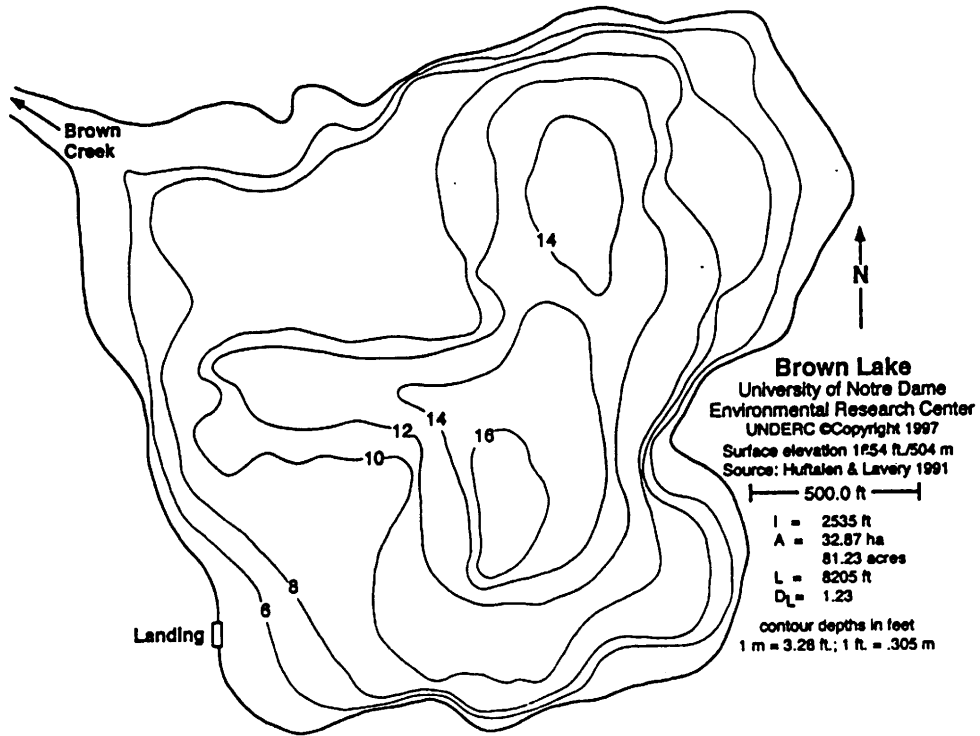 Brown
Creek
14
N
Brown Lake
University of Notre Dame
Environmental Research Center
UNDERC ©Copyright 1997
Surface elevation ft./504 m
Source: Huftalen & Lavery 1991
500.0 ft
14
12
16
10
l = 2535 ft
A = 32.87 ha
81.23 acres
L = 8205 ft
DL= 1.23
contour depths in feet
1 m = 3.28 ft.; 1 ft. = .305 m
8
6
Landing